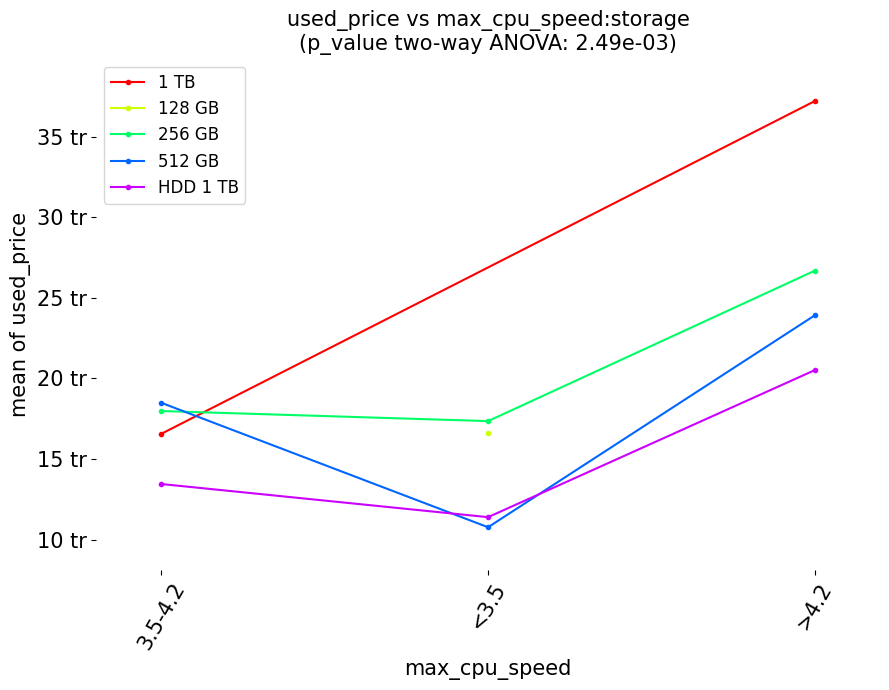 used_price vs max_cpu_speed:storage
(p_value two-way ANOVA: 2.49e-03)
1 TB
128 GB
256 GB
512 GB
HDD 1 TB
35 tr
30 tr
25 tr
20 tr
15 tr
10 tr
mean of used_price
3.5-4.2
<3.5
>4.2
max_cpu_speed